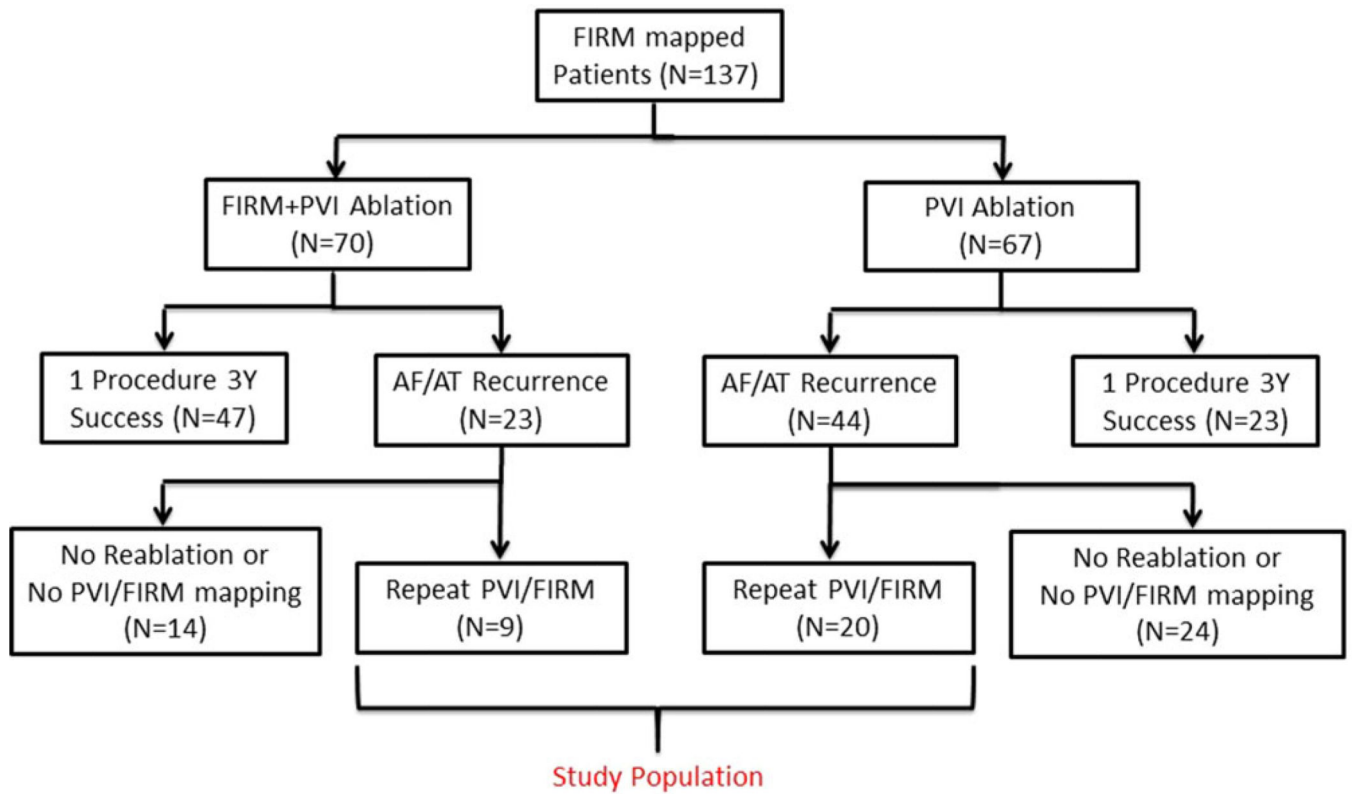 FIRM mapped
Patients (N=137)
FIRM+PVI Ablation
(N=70)
PVI Ablation
(N=67)
1 Procedure 3Y
Success (N=47)
AF/AT Recurrence
(N=23)
AF/AT Recurrence
(N=44)
1 Procedure 3Y
Success (N=23)
No Reablation or
No PVI/FIRM mapping
(N=14)
Repeat PVI/FIRM
(N=9)
Repeat PVI/FIRM
(N=20)
No Reablation or
No PVI/FIRM mapping
(N=24)
Study Population